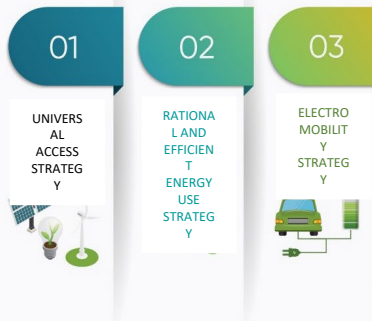 01
UNIVERS
AL
ACCESS
STRATEG
Y
02
RATIONA
L AND
EFFICIEN
T
ENERGY
USE
STRATEG
Y
03
ELECTRO
MOBILIT
Y
STRATEG
Y